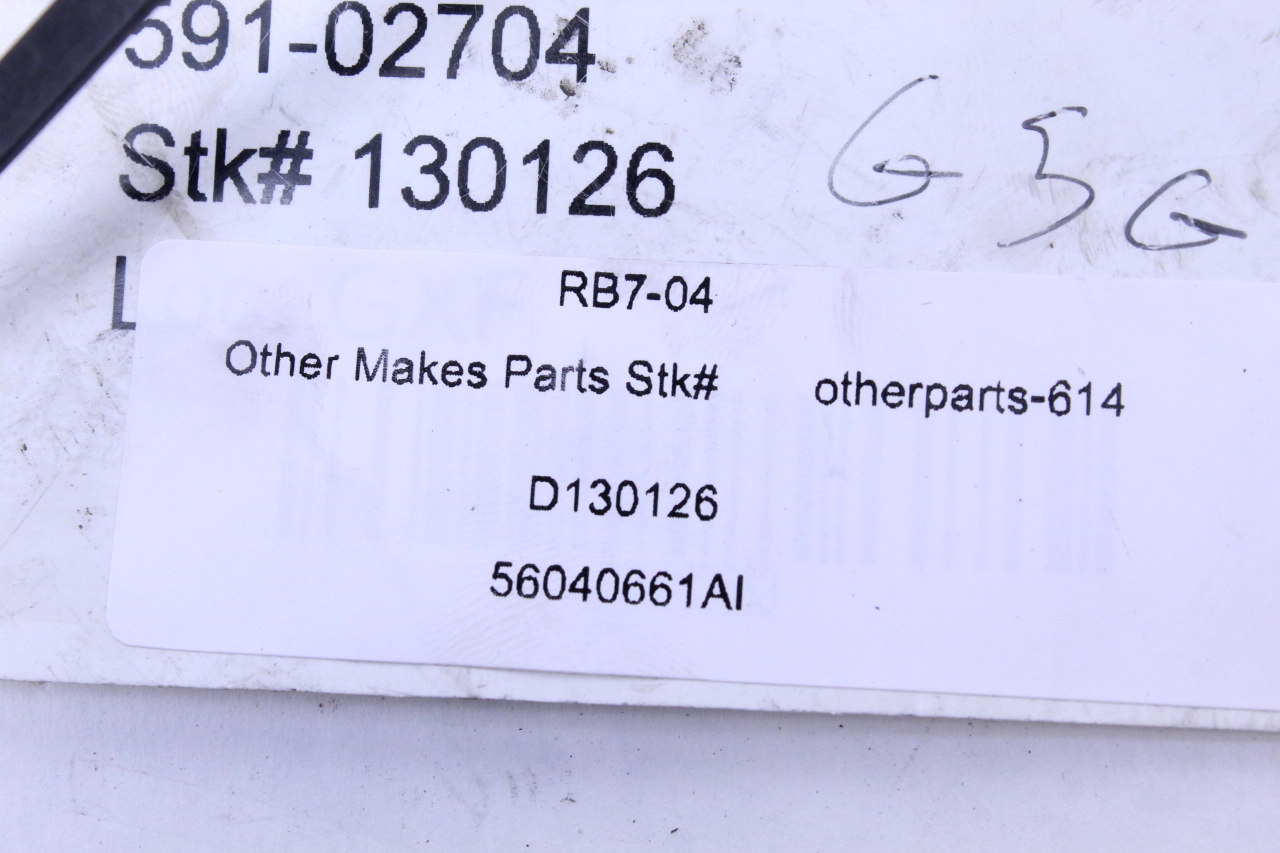 591-02704
Stk# 130126
G5G
RB7-04
Other Makes Parts Stk# otherparts-614
D130126
56040661AI